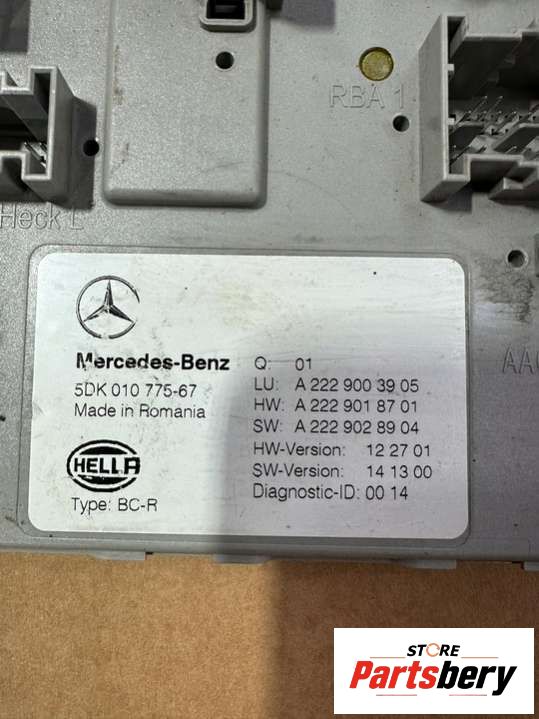 RBA 1
Heck L
Mercedes-Benz
5DK 010 775-67
Made in Romania
HELLA
Type: BC-R
Q: 01
LU: A 222 900 39 05
HW: A 222 901 87 01
SW: A 222 902 89 04
HW-Version: 12 27 01
SW-Version: 14 13 00
Diagnostic-ID: 00 14
STORE
Partsbery